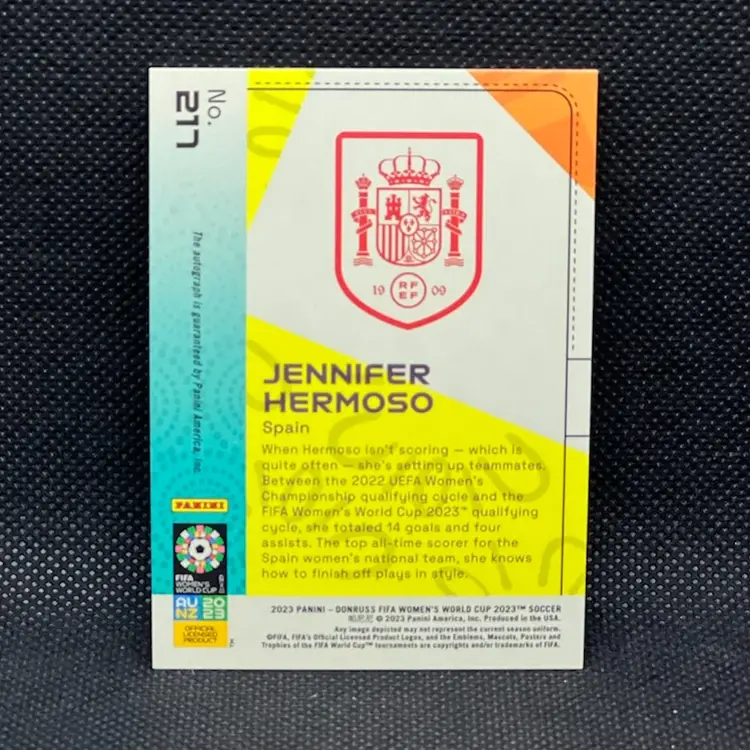 No.
217
The autograph is guaranteed by Panini America, Inc.
19 RF 09
EF
JENNIFER
HERMOSO
Spain
When Hermoso isn't scoring — which is
quite often — she's setting up teammates.
Between the 2022 UEFA Women's
Championship qualifying cycle and the
FIFA Women's World Cup 2023™ qualifying
cycle, she totaled 14 goals and four
assists. The top all-time scorer for the
Spain women's national team, she knows
how to finish off plays in style.
PANINI
FIFA
WOMEN'S
WORLD CUP
AU 20
NZ 23
OFFICIAL
LICENSED
PRODUCT
2023 PANINI – DONRUSS FIFA WOMEN'S WORLD CUP 2023™ SOCCER
帕尼尼 © 2023 Panini America, Inc. Produced in the USA.
Any image depicted may not represent the current season uniform.
©FIFA, FIFA's Official Licensed Product Logos, and the Emblems, Mascots, Posters and
Trophies of the FIFA World Cup™ tournaments are copyrights and/or trademarks of FIFA.